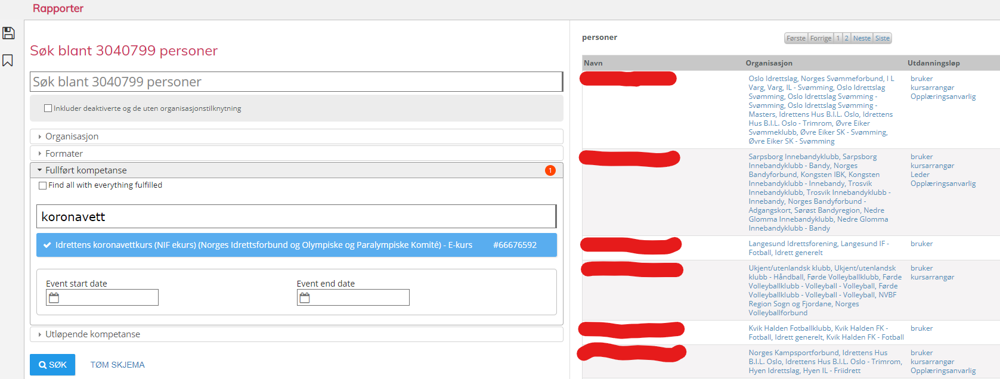 Rapporter
Søk blant 3040799 personer
Søk blant 3040799 personer
Inkluder deaktiverte og de uten organisasjonstilknytning
Organisasjon
Formater
Fullført kompetanse
1
Find all with everything fulfilled
koronavett
Idrettens koronavettkurs (NIF ekurs) (Norges Idrettsforbund og Olympiske og Paralympiske Komité) - E-kurs #66676592
Event start date
Event end date
Utløpende kompetanse
SØK
TØM SKJEMA
personer
Første Forrige 1 2 Neste Siste
Navn Organisasjon Utdanningsløp
Oslo Idrettslag, Norges Svømmeforbund, I L
Varg, Varg, IL - Svømming, Oslo Idrettslag
Svømming, Oslo Idrettslag Svømming -
Svømming, Oslo Idrettslag Svømming -
Masters, Idrettens Hus B.I.L. Oslo, Idrettens
Hus B.I.L. Oslo - Trimrom, Øvre Eiker
Svømmeklubb, Øvre Eiker SK - Svømming,
Øvre Eiker SK - Svømming
bruker
kursarrangør
Opplæringsanvarlig
Sarpsborg Innebandyklubb, Sarpsborg
Innebandyklubb - Bandy, Norges
Bandyforbund, Kongsten IBK, Kongsten
Innebandyklubb - Innebandy, Trosvik
Innebandyklubb, Trosvik Innebandyklubb -
Innebandy, Norges Bandyforbund -
Adgangskort, Sørøst Bandyregion, Nedre
Glomma Innebandyklubb, Nedre Glomma
Innebandyklubb - Bandy
bruker
kursarrangør
Leder
Opplæringsanvarlig
Langesund Idrettsforening, Langesund IF -
Fotball, Idrett generelt
bruker
Ukjent/utenlandsk klubb, Ukjent/utenlandsk
klubb - Håndball, Førde Volleyballklubb, Førde
Volleyballklubb - Volleyball - Volleyball, Førde
Volleyballklubb - Volleyball - Volleyball, NVBF
Region Sogn og Fjordane, Norges
Volleyballforbund
bruker
kursarrangør
Kvik Halden Fotballklubb, Kvik Halden FK -
Fotball, Idrett generelt, Kvik Halden FK - Fotball
bruker
Norges Kampsportforbund, Idrettens Hus
B.I.L. Oslo, Idrettens Hus B.I.L. Oslo - Trimrom,
Hyen Idrettslag, Hyen IL - Friidrett
bruker
kursarrangør
Opplæringsanvarlig